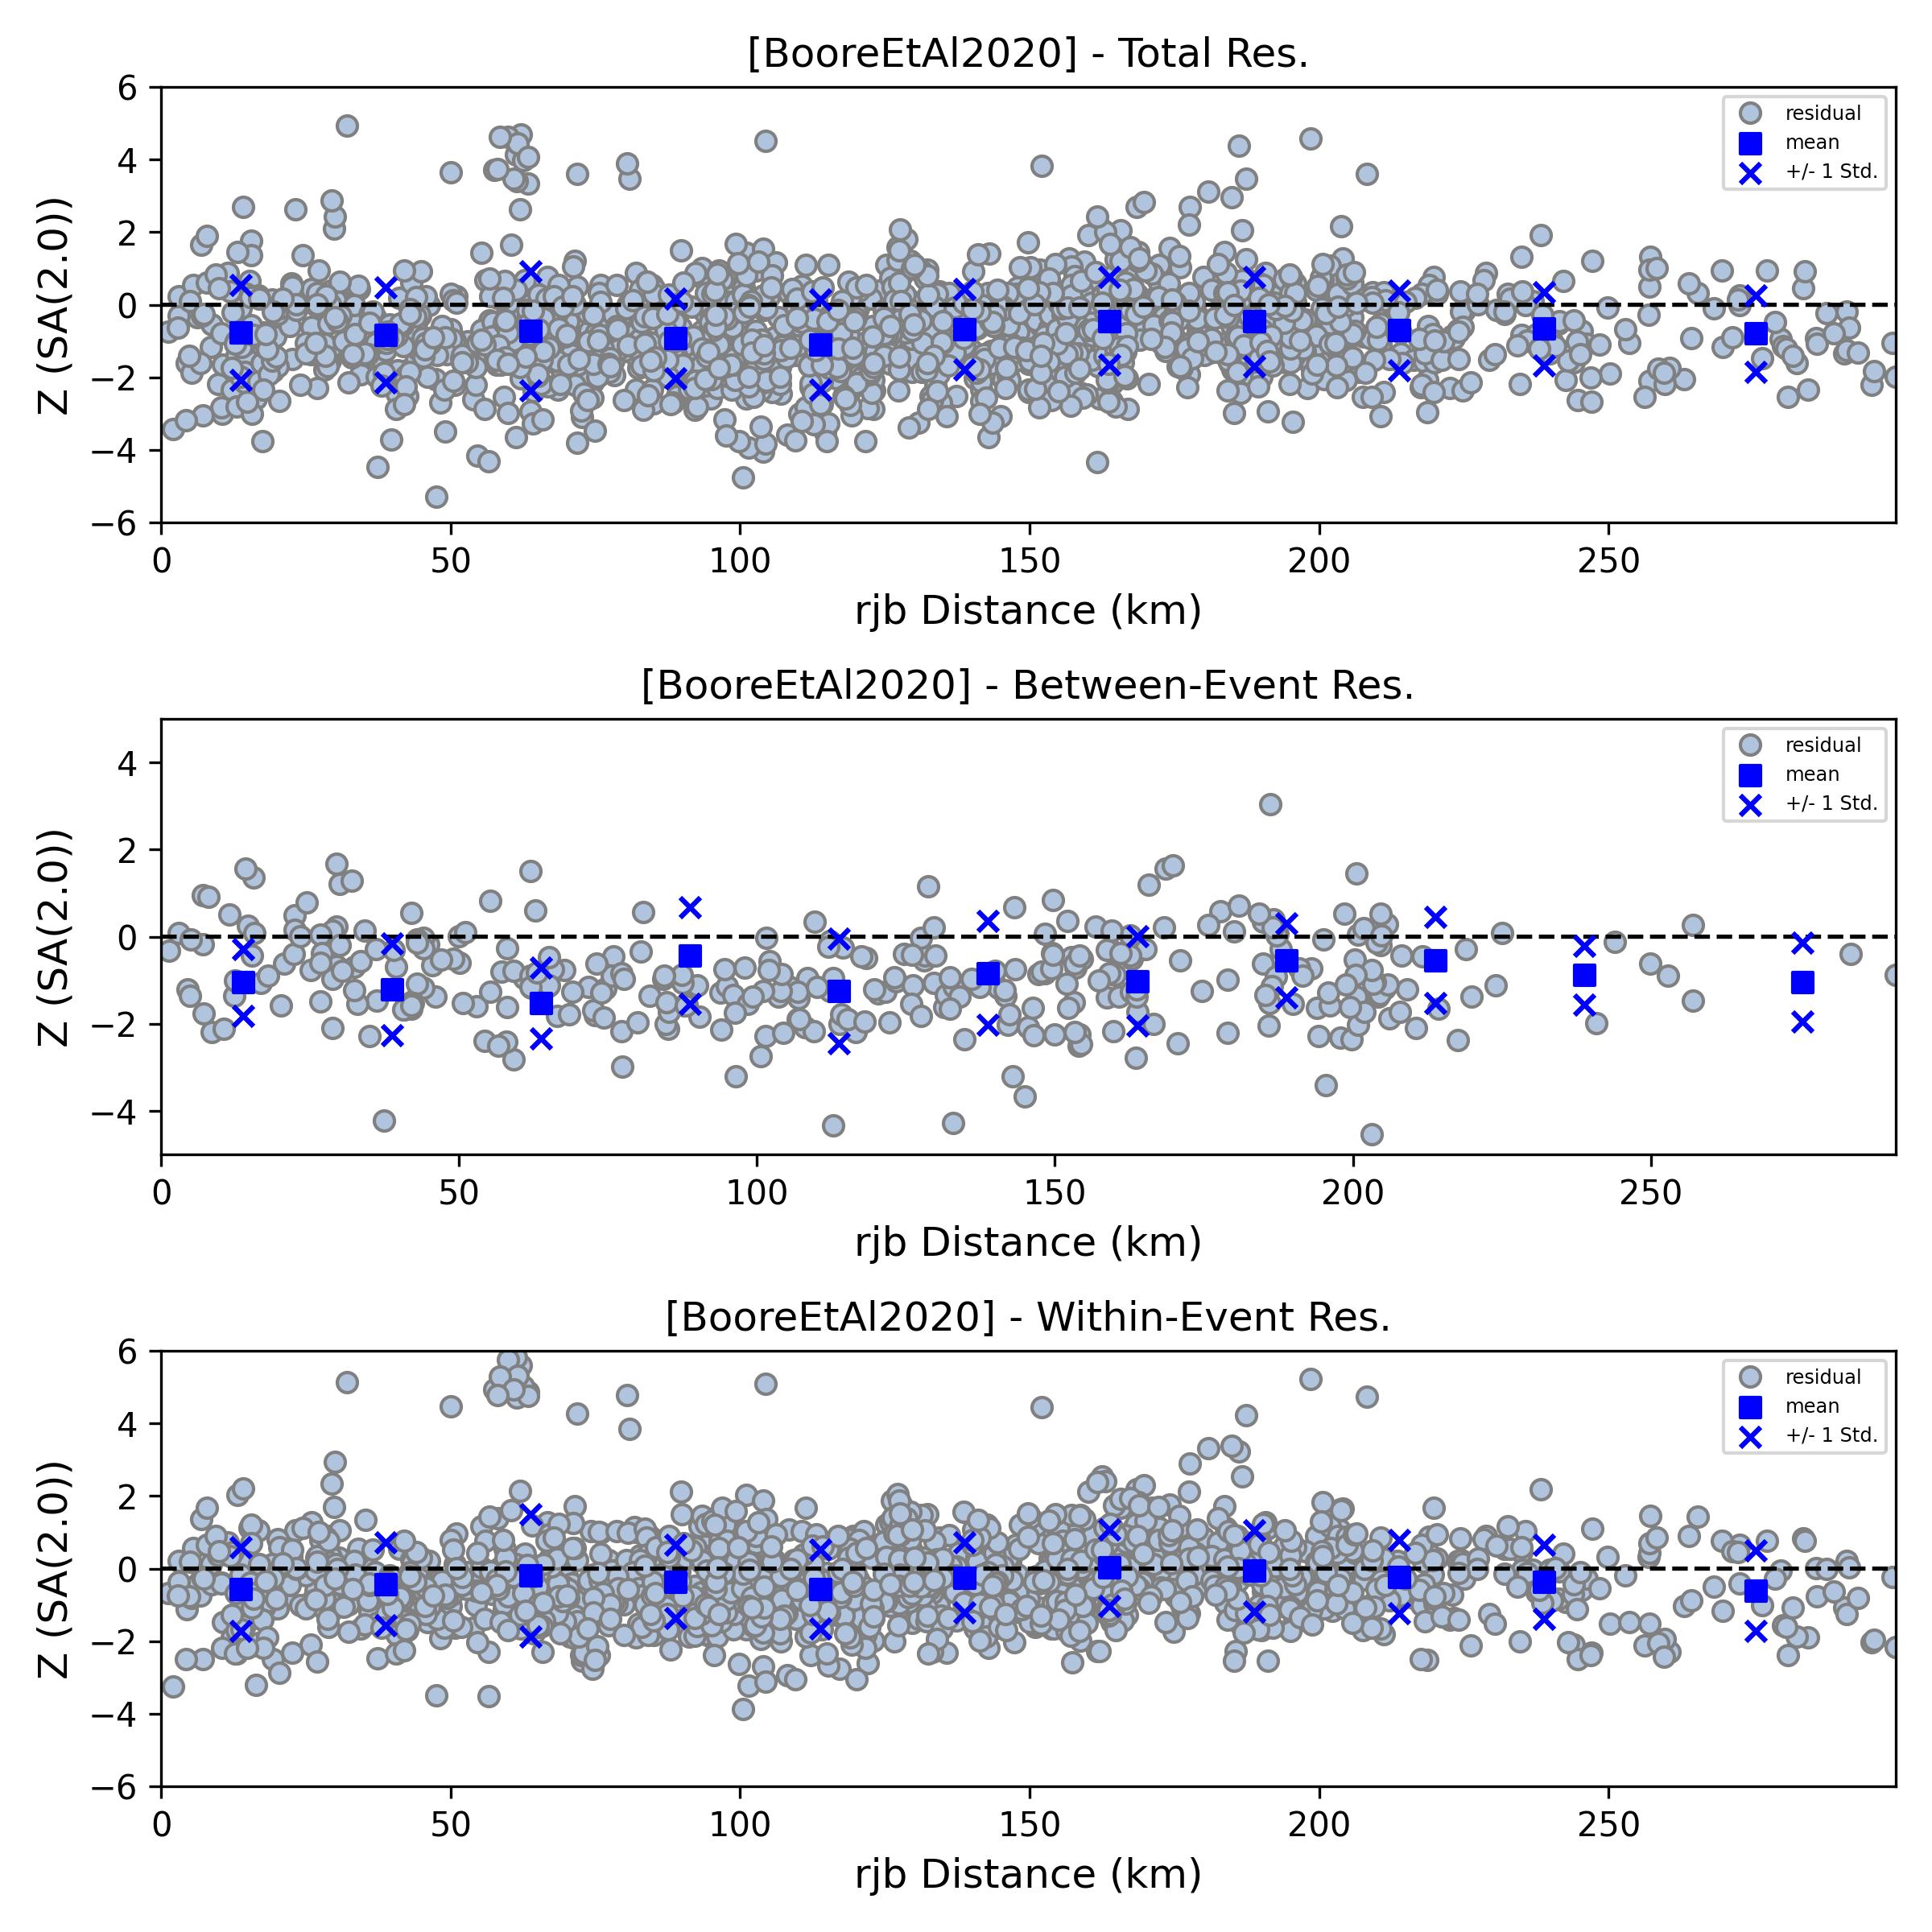 [BooreEtAl2020] - Total Res.
6
4
2
0
−2
−4
−6
Z (SA(2.0))
residual
mean
+/- 1 Std.
0 50 100 150 200 250
rjb Distance (km)
[BooreEtAl2020] - Between-Event Res.
4
2
0
−2
−4
Z (SA(2.0))
residual
mean
+/- 1 Std.
0 50 100 150 200 250
rjb Distance (km)
[BooreEtAl2020] - Within-Event Res.
6
4
2
0
−2
−4
−6
Z (SA(2.0))
residual
mean
+/- 1 Std.
0 50 100 150 200 250
rjb Distance (km)